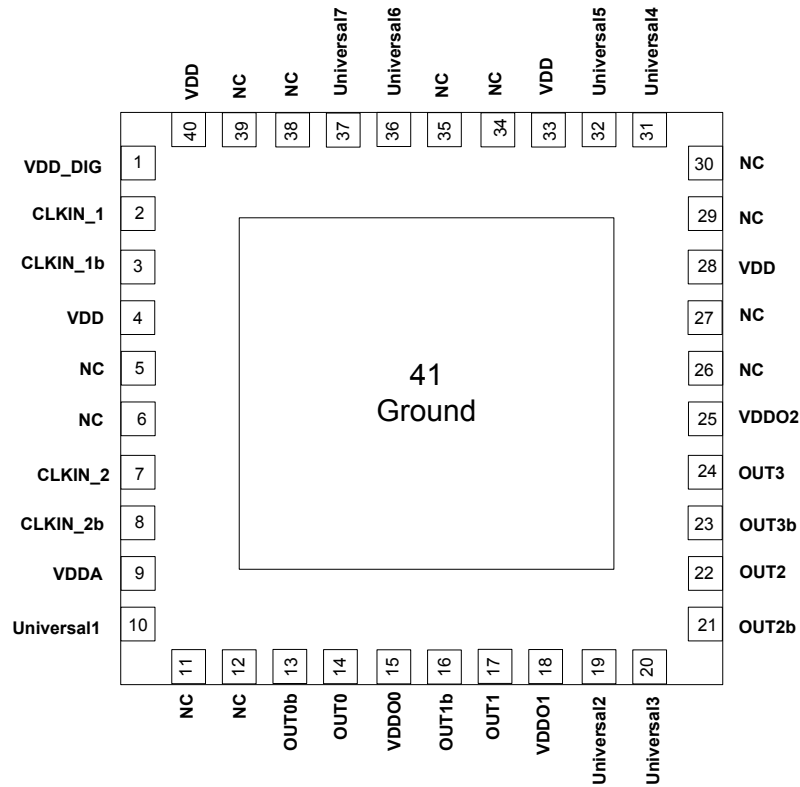 VDD
NC
NC
Universal7
Universal6
NC
NC
VDD
Universal5
Universal4
40
39
38
37
36
35
34
33
32
31
VDD_DIG
1
30
NC
CLKIN_1
2
29
NC
CLKIN_1b
3
28
VDD
VDD
4
27
NC
NC
5
26
NC
NC
6
25
VDDO2
CLKIN_2
7
24
OUT3
CLKIN_2b
8
23
OUT3b
VDDA
9
22
OUT2
Universal1
10
21
OUT2b
41
Ground
11
12
13
14
15
16
17
18
19
20
NC
NC
OUT0b
OUT0
VDDO0
OUT1b
OUT1
VDDO1
Universal2
Universal3